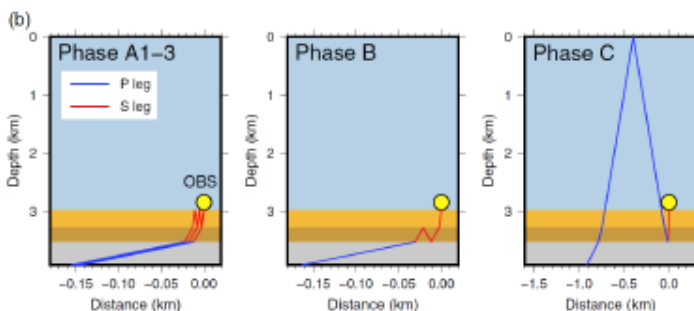 (b)
Phase A1-3
Phase B
Phase C
P leg
S leg
OBS
Depth (km)
0
1
2
3
Depth (km)
0
1
2
3
Depth (km)
0
1
2
3
-0.15 -0.10 -0.05 0.00
-0.15 -0.10 -0.05 0.00
-1.5 -1.0 -0.5 0.0
Distance (km)
Distance (km)
Distance (km)